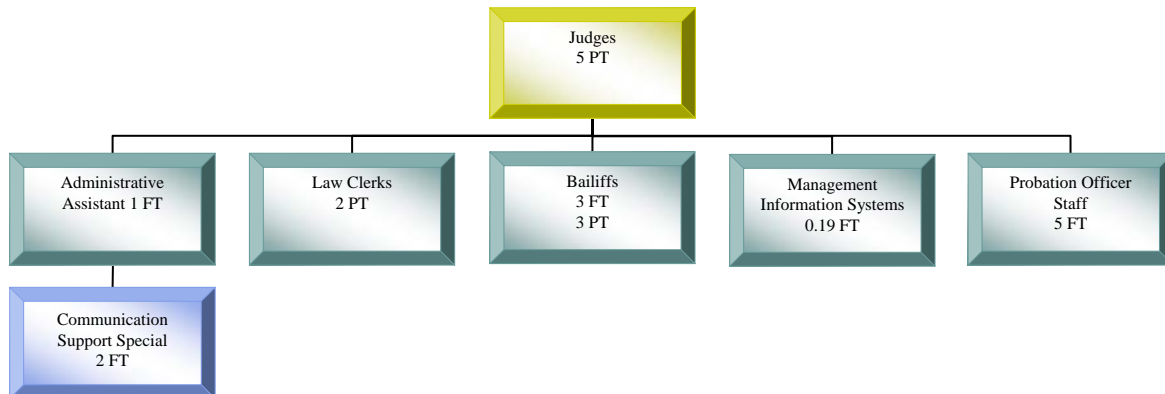 Judges
5 PT
Administrative
Assistant 1 FT
Law Clerks
2 PT
Bailiffs
3 FT
3 PT
Management
Information Systems
0.19 FT
Probation Officer
Staff
5 FT
Communication
Support Special
2 FT